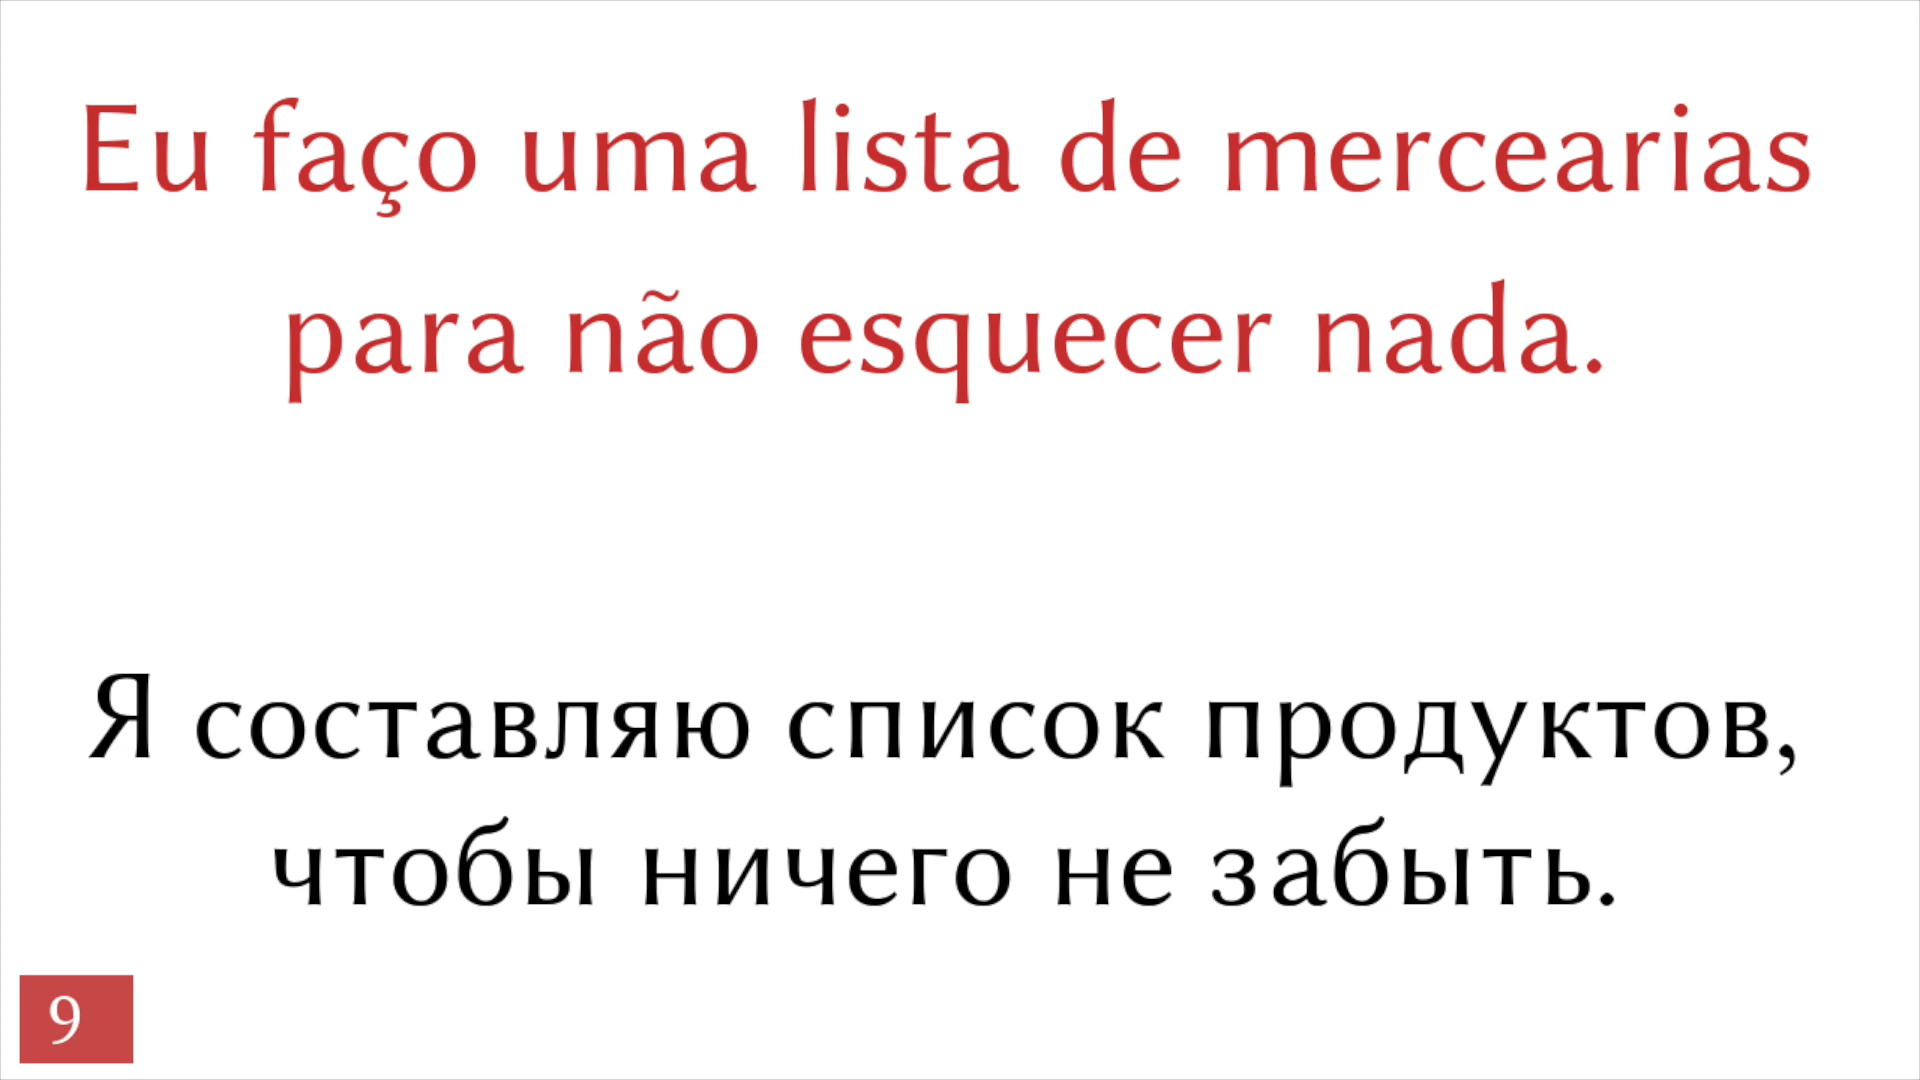 Eu faço uma lista de mercearias
para não esquecer nada.
Я составляю список продуктов,
чтобы ничего не забыть.
9